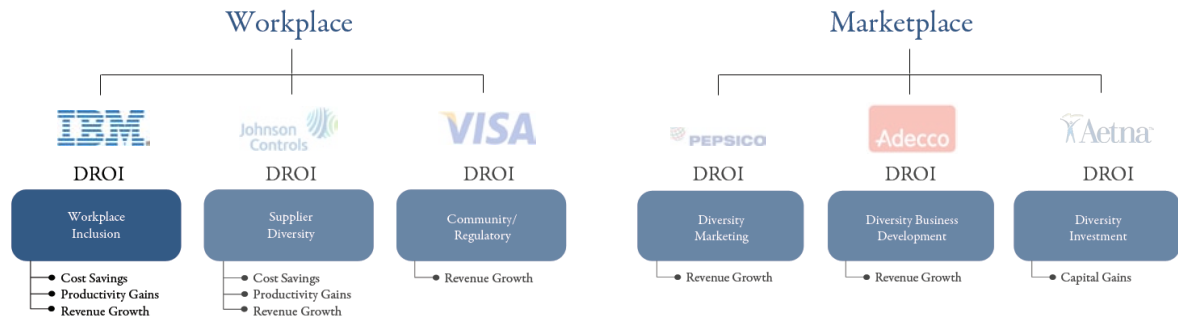 Workplace
IBM
DROI
Workplace
Inclusion
Cost Savings
Productivity Gains
Revenue Growth
Johnson
Controls
DROI
Supplier
Diversity
Cost Savings
Productivity Gains
Revenue Growth
VISA
DROI
Community/
Regulatory
Revenue Growth
Marketplace
PEPSICO
DROI
Diversity
Marketing
Revenue Growth
Adecco
DROI
Diversity Business
Development
Revenue Growth
Aetna
DROI
Diversity
Investment
Capital Gains